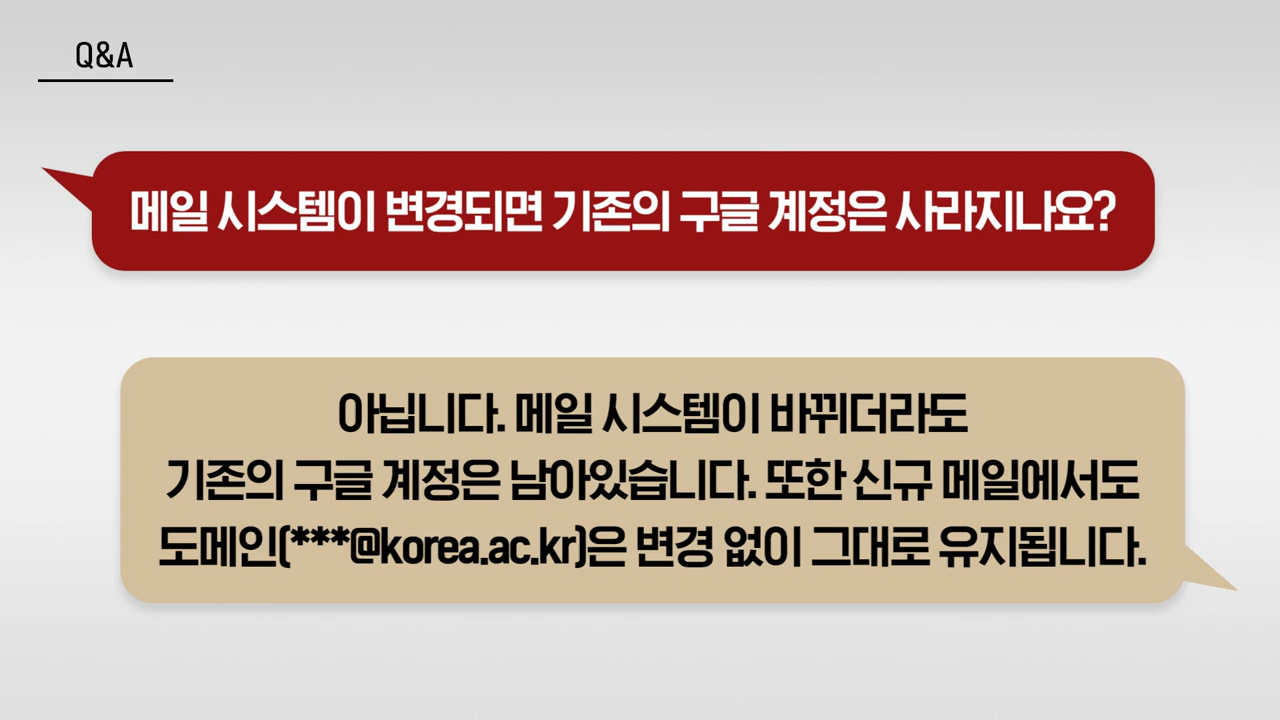 Q&A
메일 시스템이 변경되면 기존의 구글 계정은 사라지나요?
아닙니다. 메일 시스템이 바뀌더라도
기존의 구글 계정은 남아있습니다. 또한 신규 메일에서도
도메인(***@korea.ac.kr)은 변경 없이 그대로 유지됩니다.